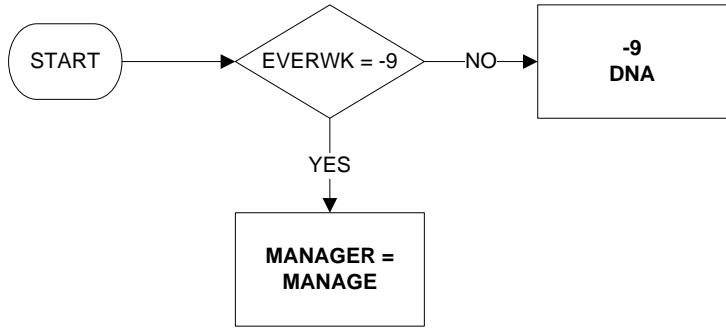 START
EVERWK = -9
NO
-9
DNA
YES
MANAGER =
MANAGE